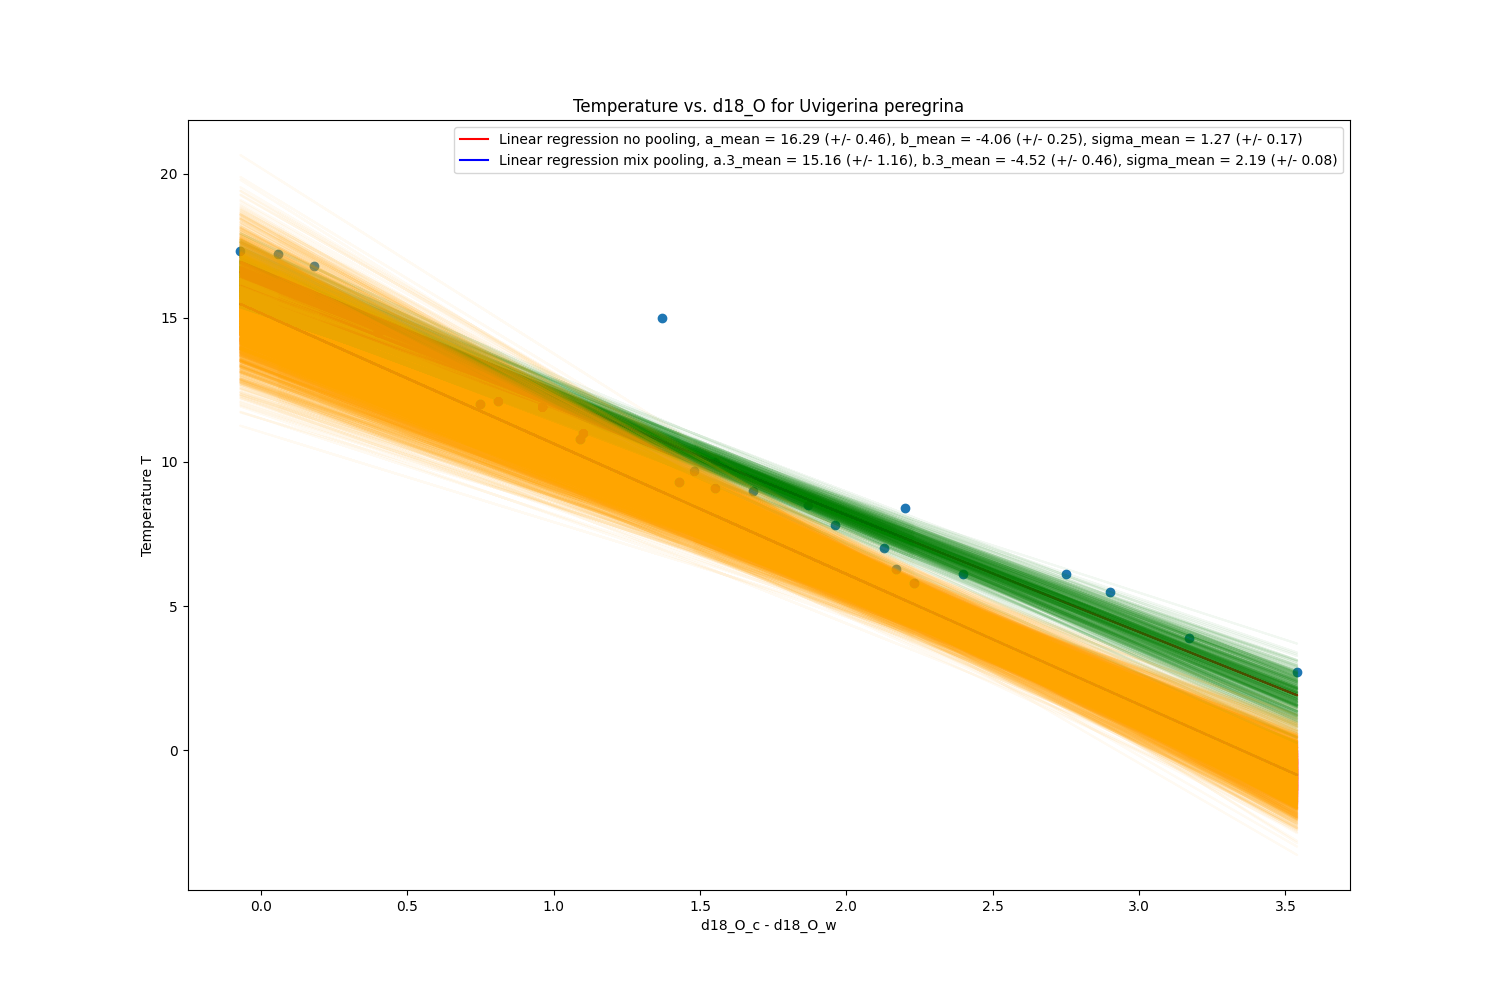 Temperature vs. d18_O for Uvigerina peregrina
Linear regression no pooling, a_mean = 16.29 (+/- 0.46), b_mean = -4.06 (+/- 0.25), sigma_mean = 1.27 (+/- 0.17)
Linear regression mix pooling, a.3_mean = 15.16 (+/- 1.16), b.3_mean = -4.52 (+/- 0.46), sigma_mean = 2.19 (+/- 0.08)
20
15
10
5
0
Temperature T
0.0 0.5 1.0 1.5 2.0 2.5 3.0 3.5
d18_O_c - d18_O_w